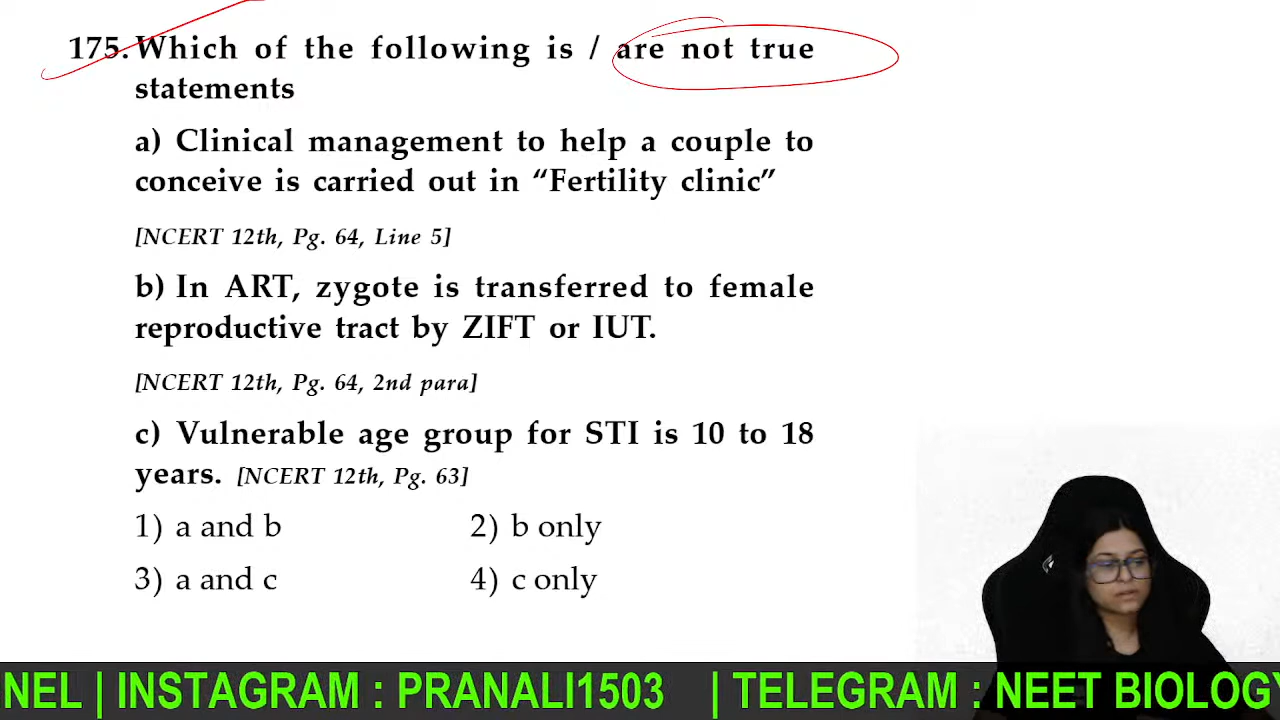 175. Which of the following is / are not true
statements
a) Clinical management to help a couple to
conceive is carried out in “Fertility clinic”
[NCERT 12th, Pg. 64, Line 5]
b) In ART, zygote is transferred to female
reproductive tract by ZIFT or IUT.
[NCERT 12th, Pg. 64, 2nd para]
c) Vulnerable age group for STI is 10 to 18
years. [NCERT 12th, Pg. 63]
1) a and b 2) b only
3) a and c 4) c only
NEL | INSTAGRAM : PRANALI1503 | TELEGRAM : NEET BIOLOGY